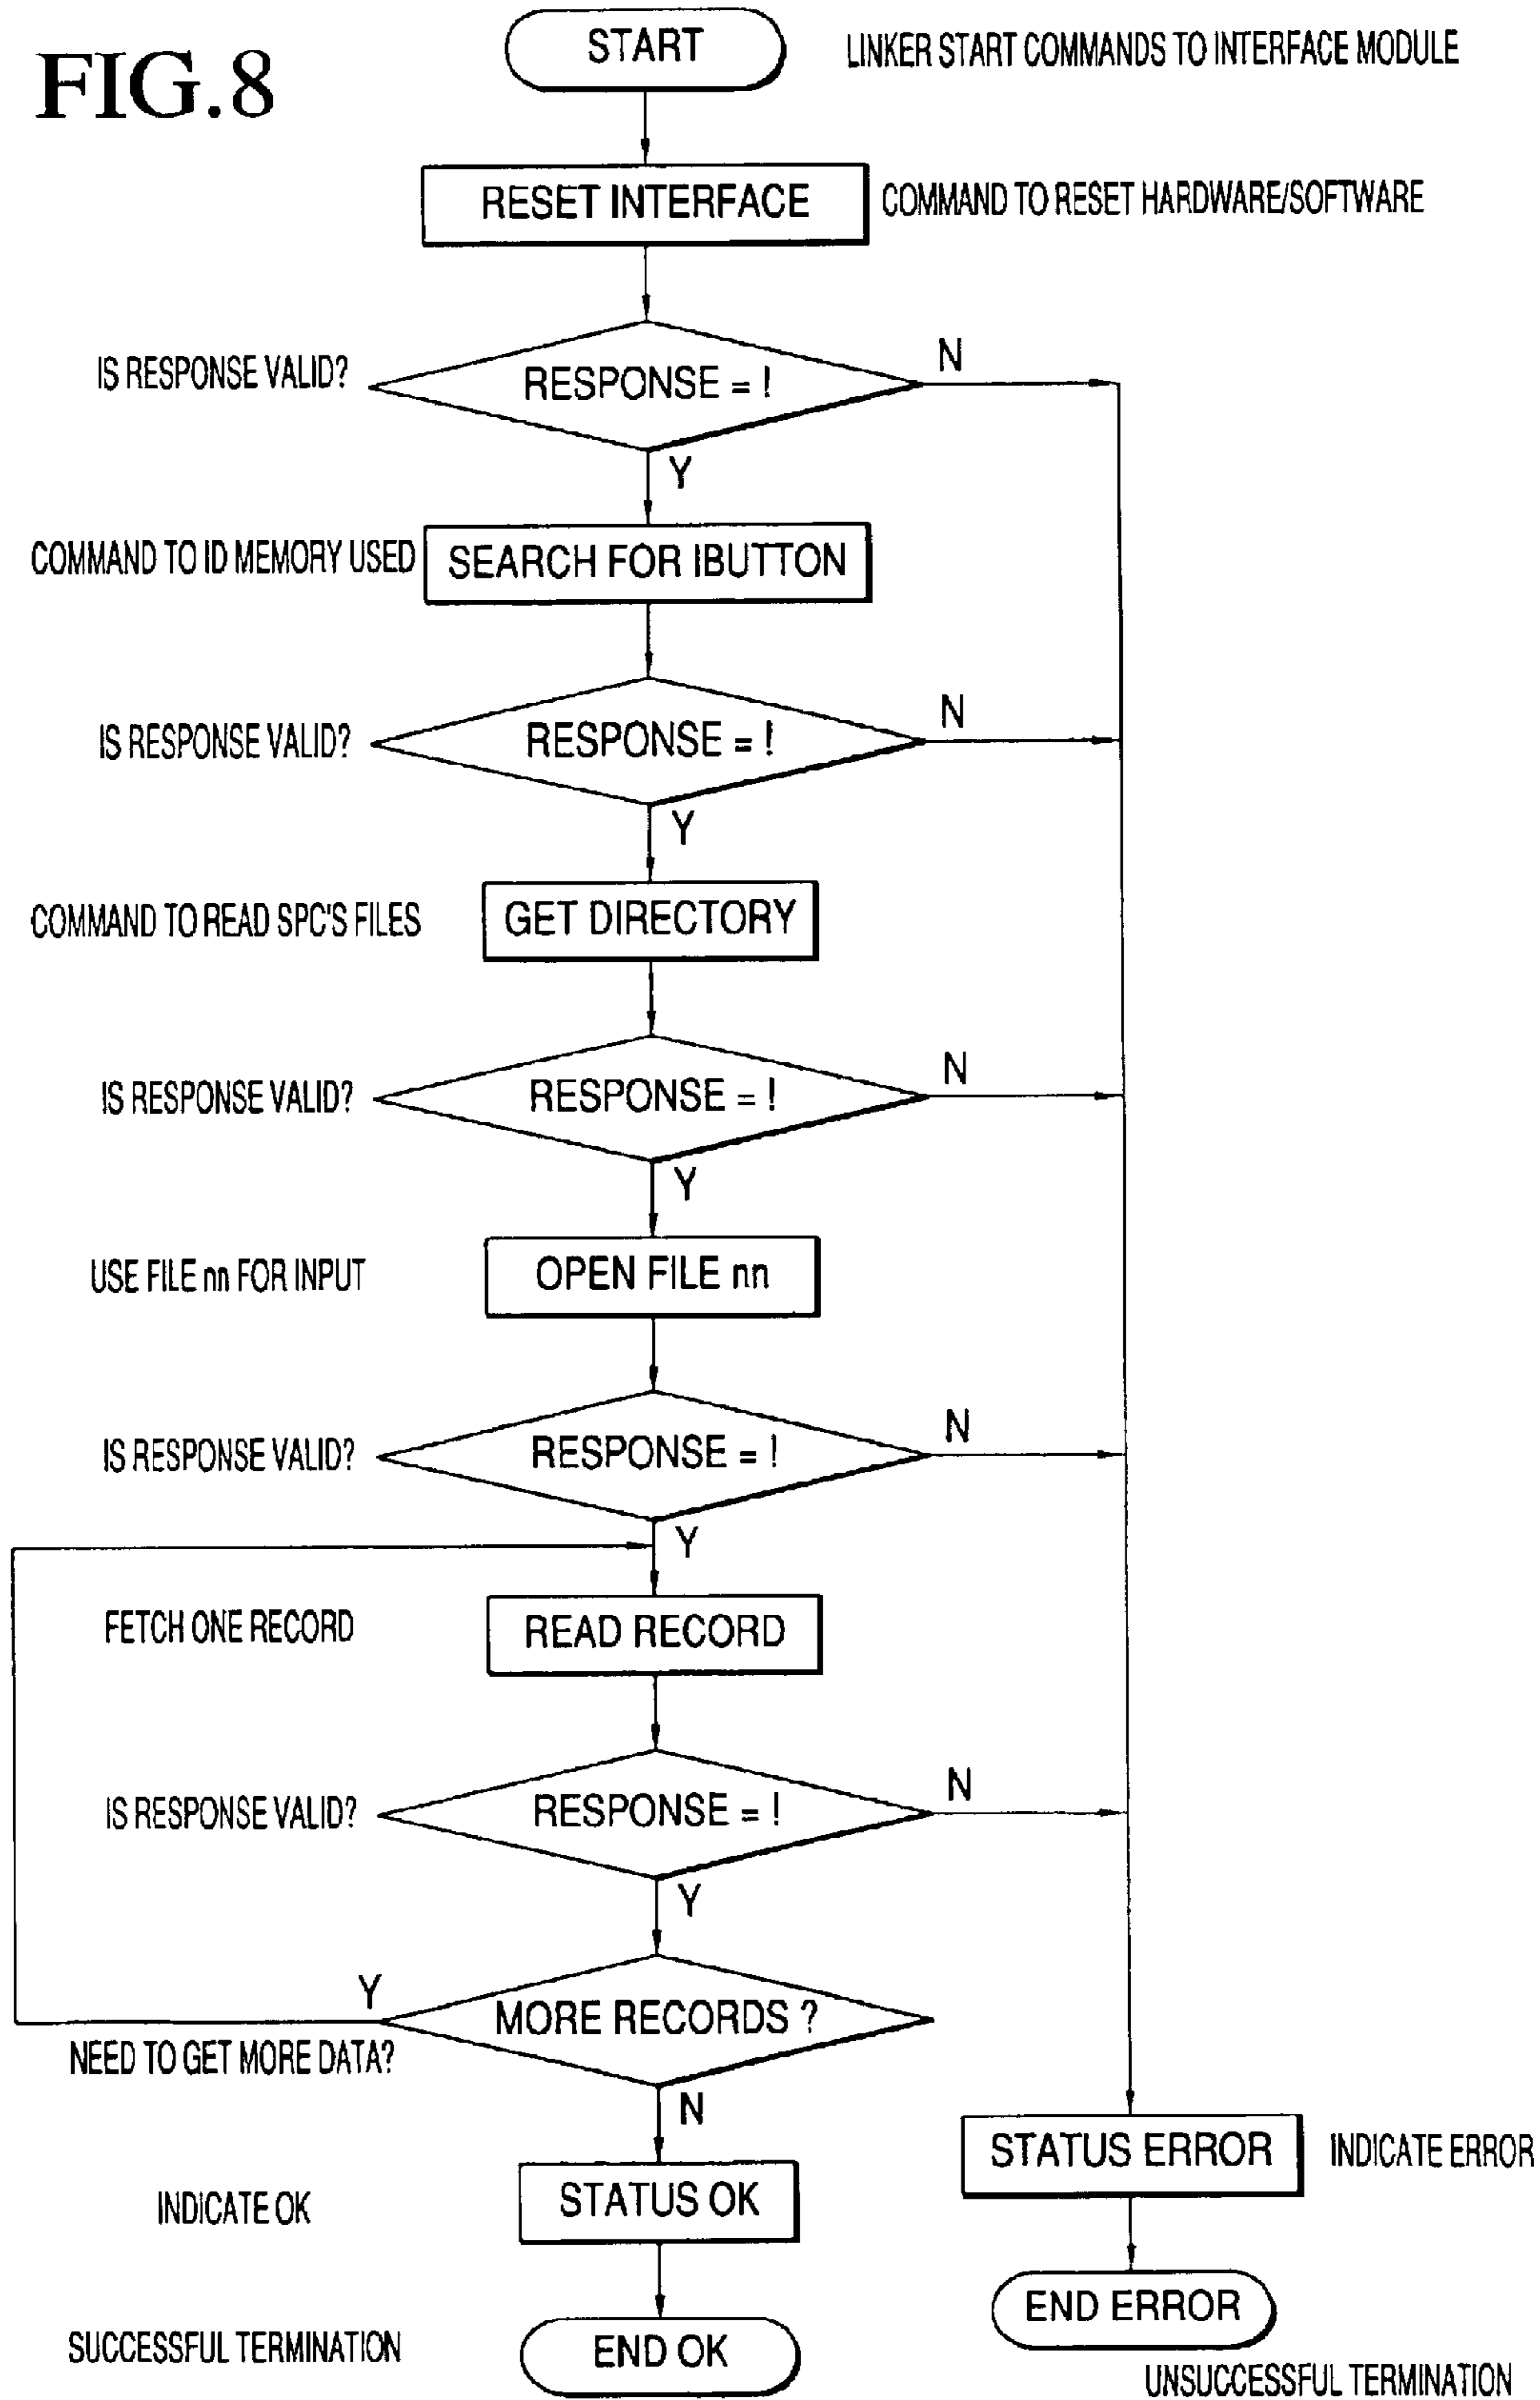 FIG.8
START
LINKER START COMMANDS TO INTERFACE MODULE
RESET INTERFACE
COMMAND TO RESET HARDWARE/SOFTWARE
IS RESPONSE VALID?
RESPONSE = !
N
Y
COMMAND TO ID MEMORY USED
SEARCH FOR IBUTTON
IS RESPONSE VALID?
RESPONSE = !
N
Y
COMMAND TO READ SPC'S FILES
GET DIRECTORY
IS RESPONSE VALID?
RESPONSE = !
N
Y
USE FILE nn FOR INPUT
OPEN FILE nn
IS RESPONSE VALID?
RESPONSE = !
N
Y
FETCH ONE RECORD
READ RECORD
IS RESPONSE VALID?
RESPONSE = !
N
Y
Y
MORE RECORDS ?
NEED TO GET MORE DATA?
N
STATUS ERROR
INDICATE ERROR
INDICATE OK
STATUS OK
END ERROR
SUCCESSFUL TERMINATION
END OK
UNSUCCESSFUL TERMINATION